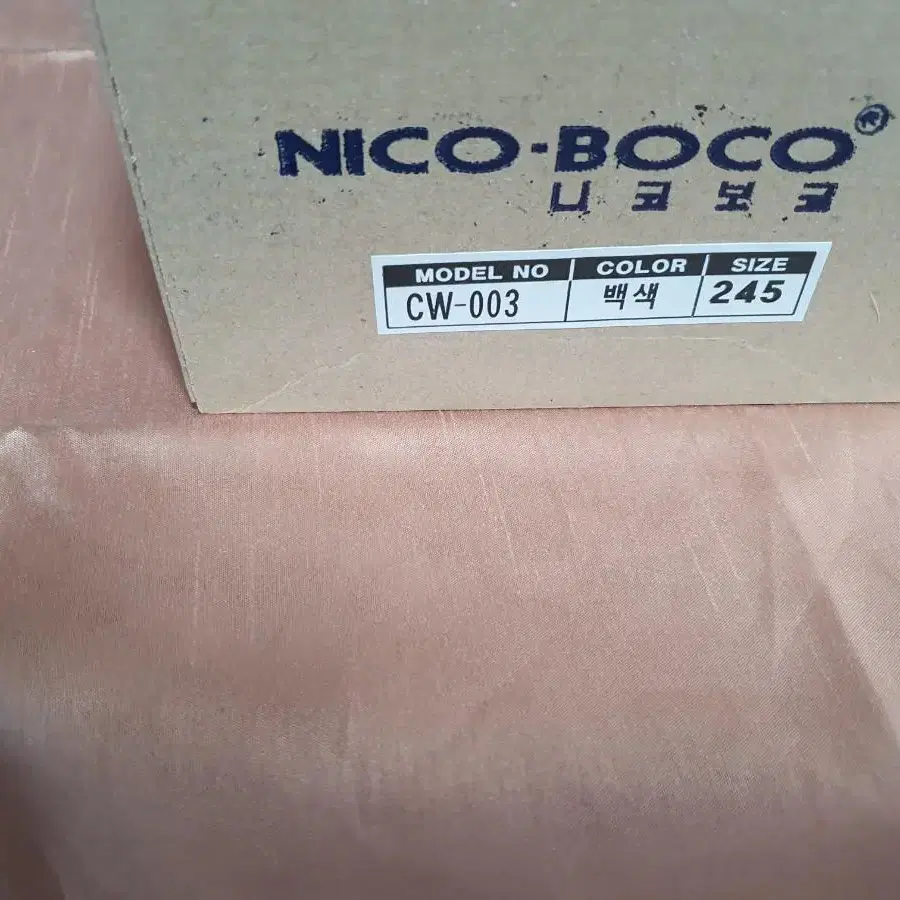 NICO-BOCO®
니코보코
MODEL NO COLOR SIZE
CW-003 백색 245